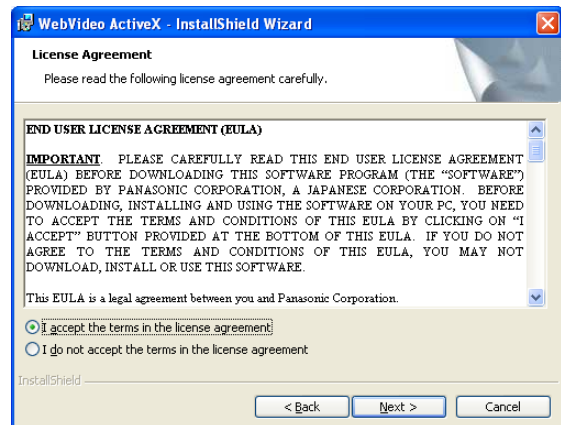 WebVideo ActiveX - InstallShield Wizard
License Agreement
Please read the following license agreement carefully.
END USER LICENSE AGREEMENT (EULA)
IMPORTANT. PLEASE CAREFULLY READ THIS END USER LICENSE AGREEMENT
(EULA) BEFORE DOWNLOADING THIS SOFTWARE PROGRAM (THE “SOFTWARE”)
PROVIDED BY PANASONIC CORPORATION, A JAPANESE CORPORATION. BEFORE
DOWNLOADING, INSTALLING AND USING THE SOFTWARE ON YOUR PC, YOU NEED
TO ACCEPT THE TERMS AND CONDITIONS OF THIS EULA BY CLICKING ON “I
ACCEPT” BUTTON PROVIDED AT THE BOTTOM OF THIS EULA. IF YOU DO NOT
AGREE TO THE TERMS AND CONDITIONS OF THIS EULA, YOU MAY NOT
DOWNLOAD, INSTALL OR USE THIS SOFTWARE.
This EULA is a legal agreement between you and Panasonic Corporation.
I accept the terms in the license agreement
I do not accept the terms in the license agreement
InstallShield
< Back Next > Cancel